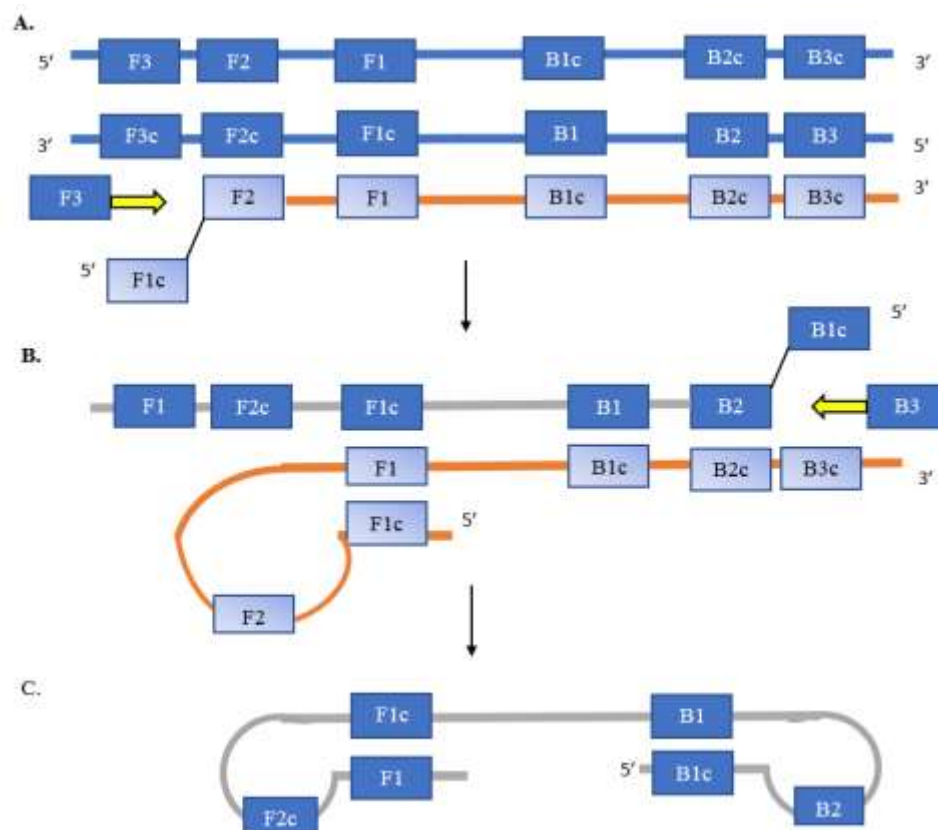 A.
5' F3 F2 F1 B1c B2c B3c 3'
3' F3c F2c F1c B1 B2 B3 5'
F3 F2 F1 B1c B2c B3c 3'
5' F1c
B1c 5'
B.
F1 F2c F1c B1 B2 B3
F1 B1c B2c B3c 3'
F1c 5'
F2
C.
F1c B1
F1 5' B1c
F2c B2